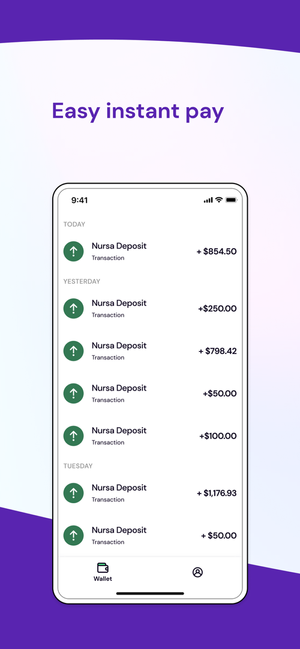 Easy instant pay
9:41
TODAY
Nursa Deposit
Transaction
+ $854.50
YESTERDAY
Nursa Deposit
Transaction
+$250.00
Nursa Deposit
Transaction
+ $798.42
Nursa Deposit
Transaction
+$50.00
Nursa Deposit
Transaction
+$100.00
TUESDAY
Nursa Deposit
Transaction
+ $1,176.93
Nursa Deposit
Transaction
+ $50.00
Wallet